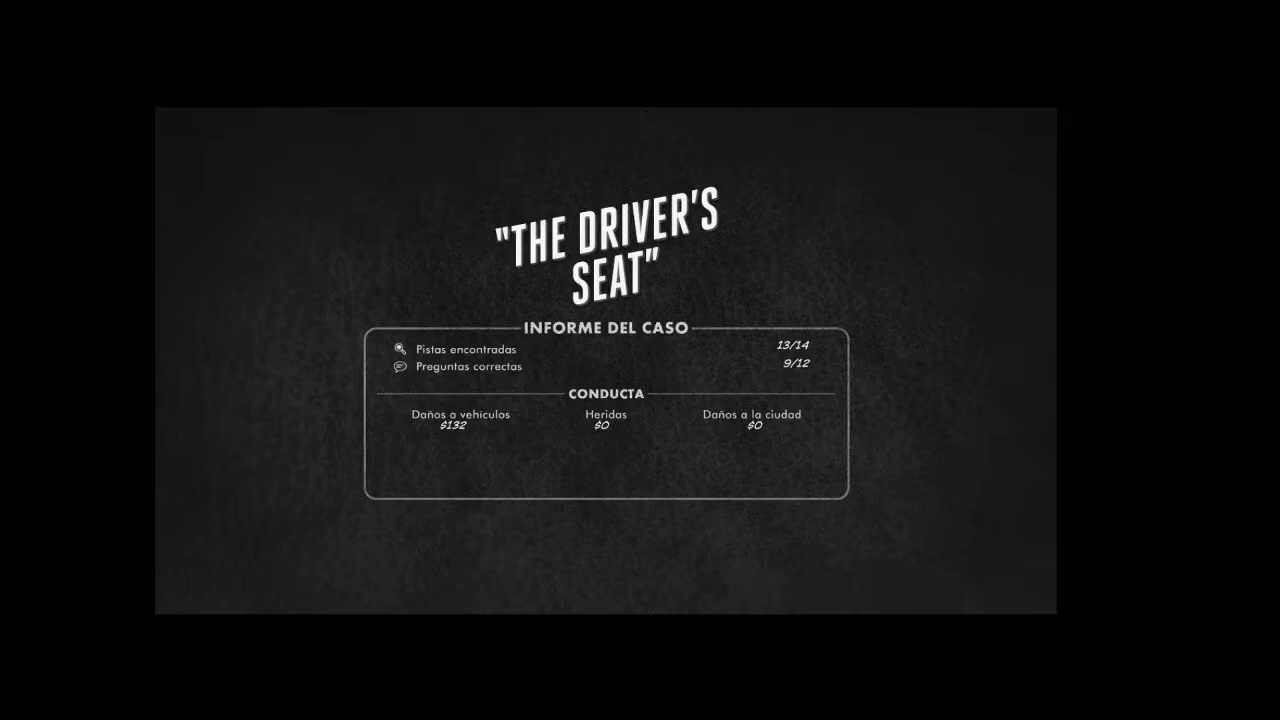 "THE DRIVER'S
SEAT"
INFORME DEL CASO
Pistas encontradas 13/14
Preguntas correctas 9/12
CONDUCTA
Daños a vehículos Heridas Daños a la ciudad
$132 $0 $0